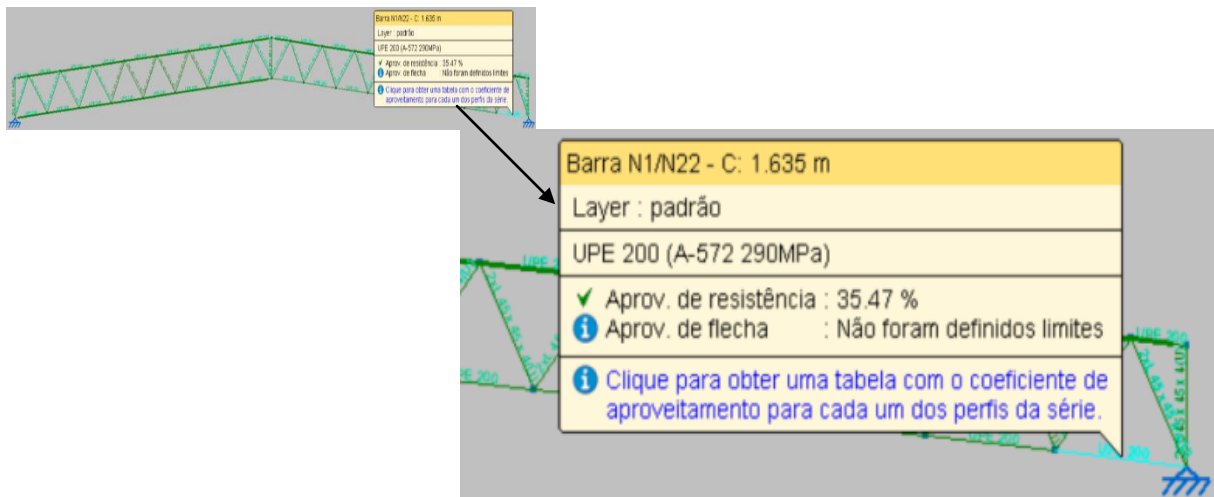 Barra N1/N22 - C: 1.635 m
Layer : padrão
UPE 200 (A-572 290MPa)
Aprov. de resistência : 35.47 %
Aprov. de flecha : Não foram definidos limites
Clique para obter uma tabela com o coeficiente de
aproveitamento para cada um dos perfis da série.
Barra N1/N22 - C: 1.635 m
Layer : padrão
UPE 200 (A-572 290MPa)
Aprov. de resistência : 35.47 %
Aprov. de flecha : Não foram definidos limites
Clique para obter uma tabela com o coeficiente de
aproveitamento para cada um dos perfis da série.
UPE 200
UPE 200
UPE 200